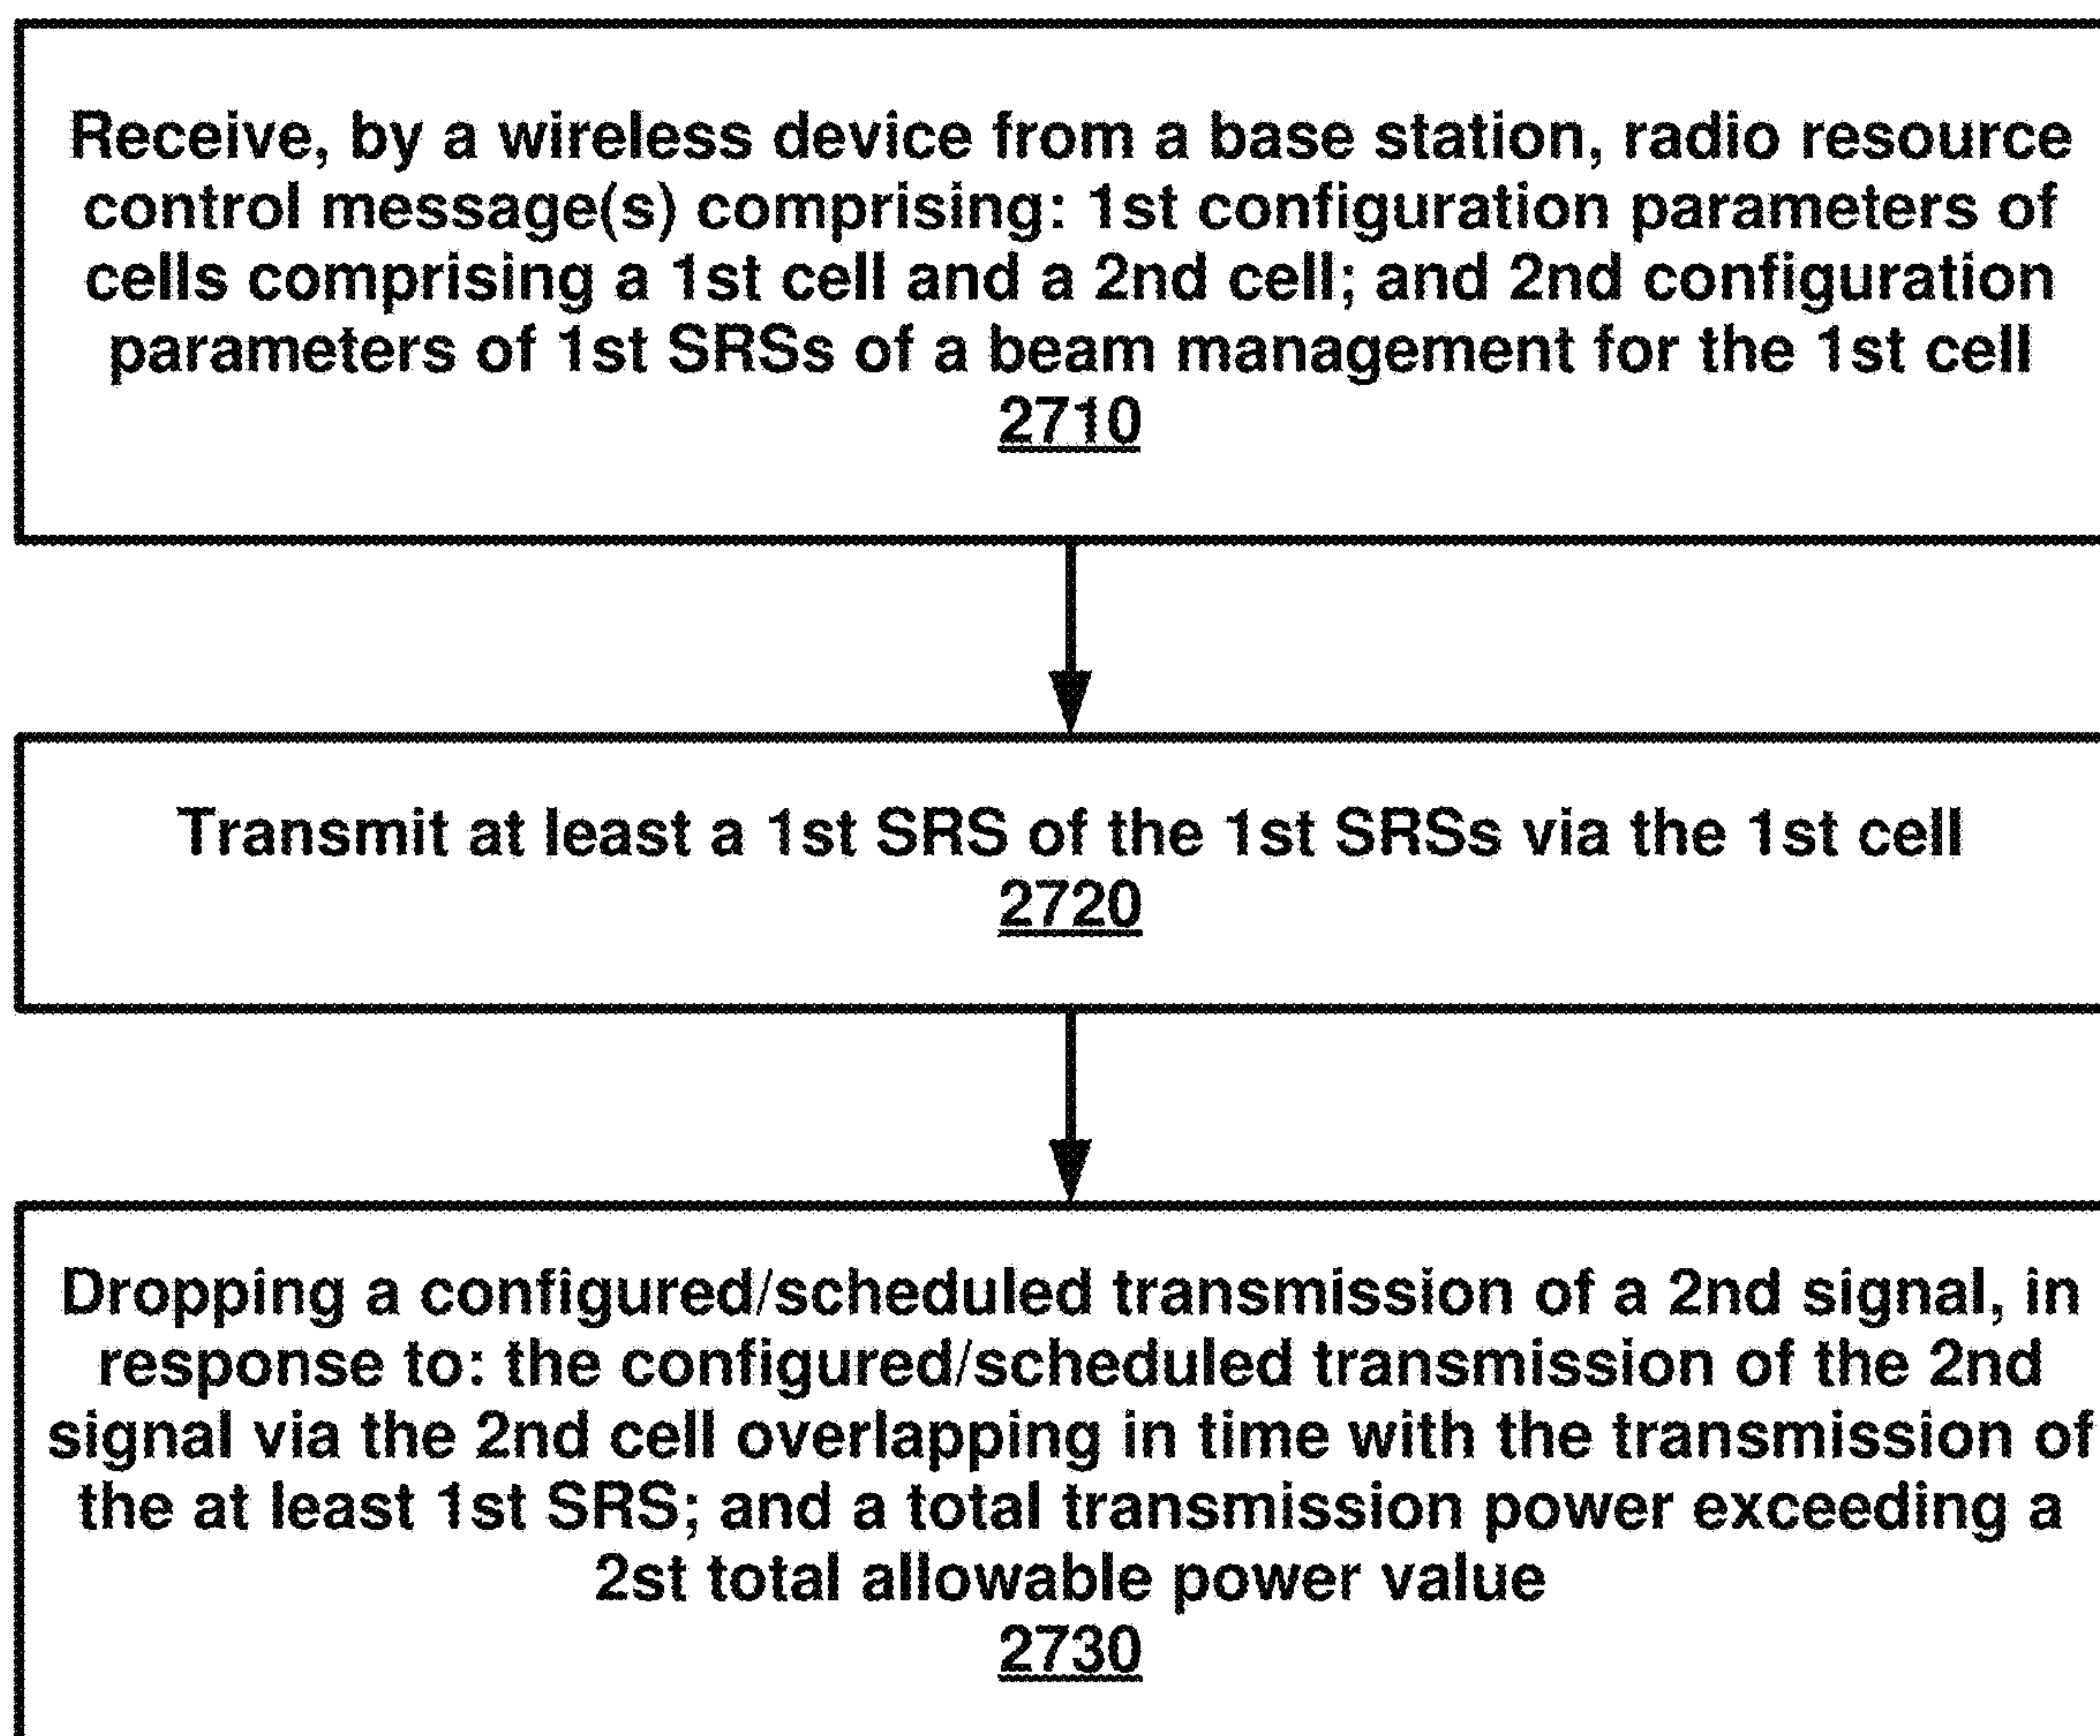 Receive, by a wireless device from a base station, radio resource
control message(s) comprising: 1st configuration parameters of
cells comprising a 1st cell and a 2nd cell; and 2nd configuration
parameters of 1st SRSs of a beam management for the 1st cell
2710
Transmit at least a 1st SRS of the 1st SRSs via the 1st cell
2720
Dropping a configured/scheduled transmission of a 2nd signal, in
response to: the configured/scheduled transmission of the 2nd
signal via the 2nd cell overlapping in time with the transmission of
the at least 1st SRS; and a total transmission power exceeding a
2st total allowable power value
2730